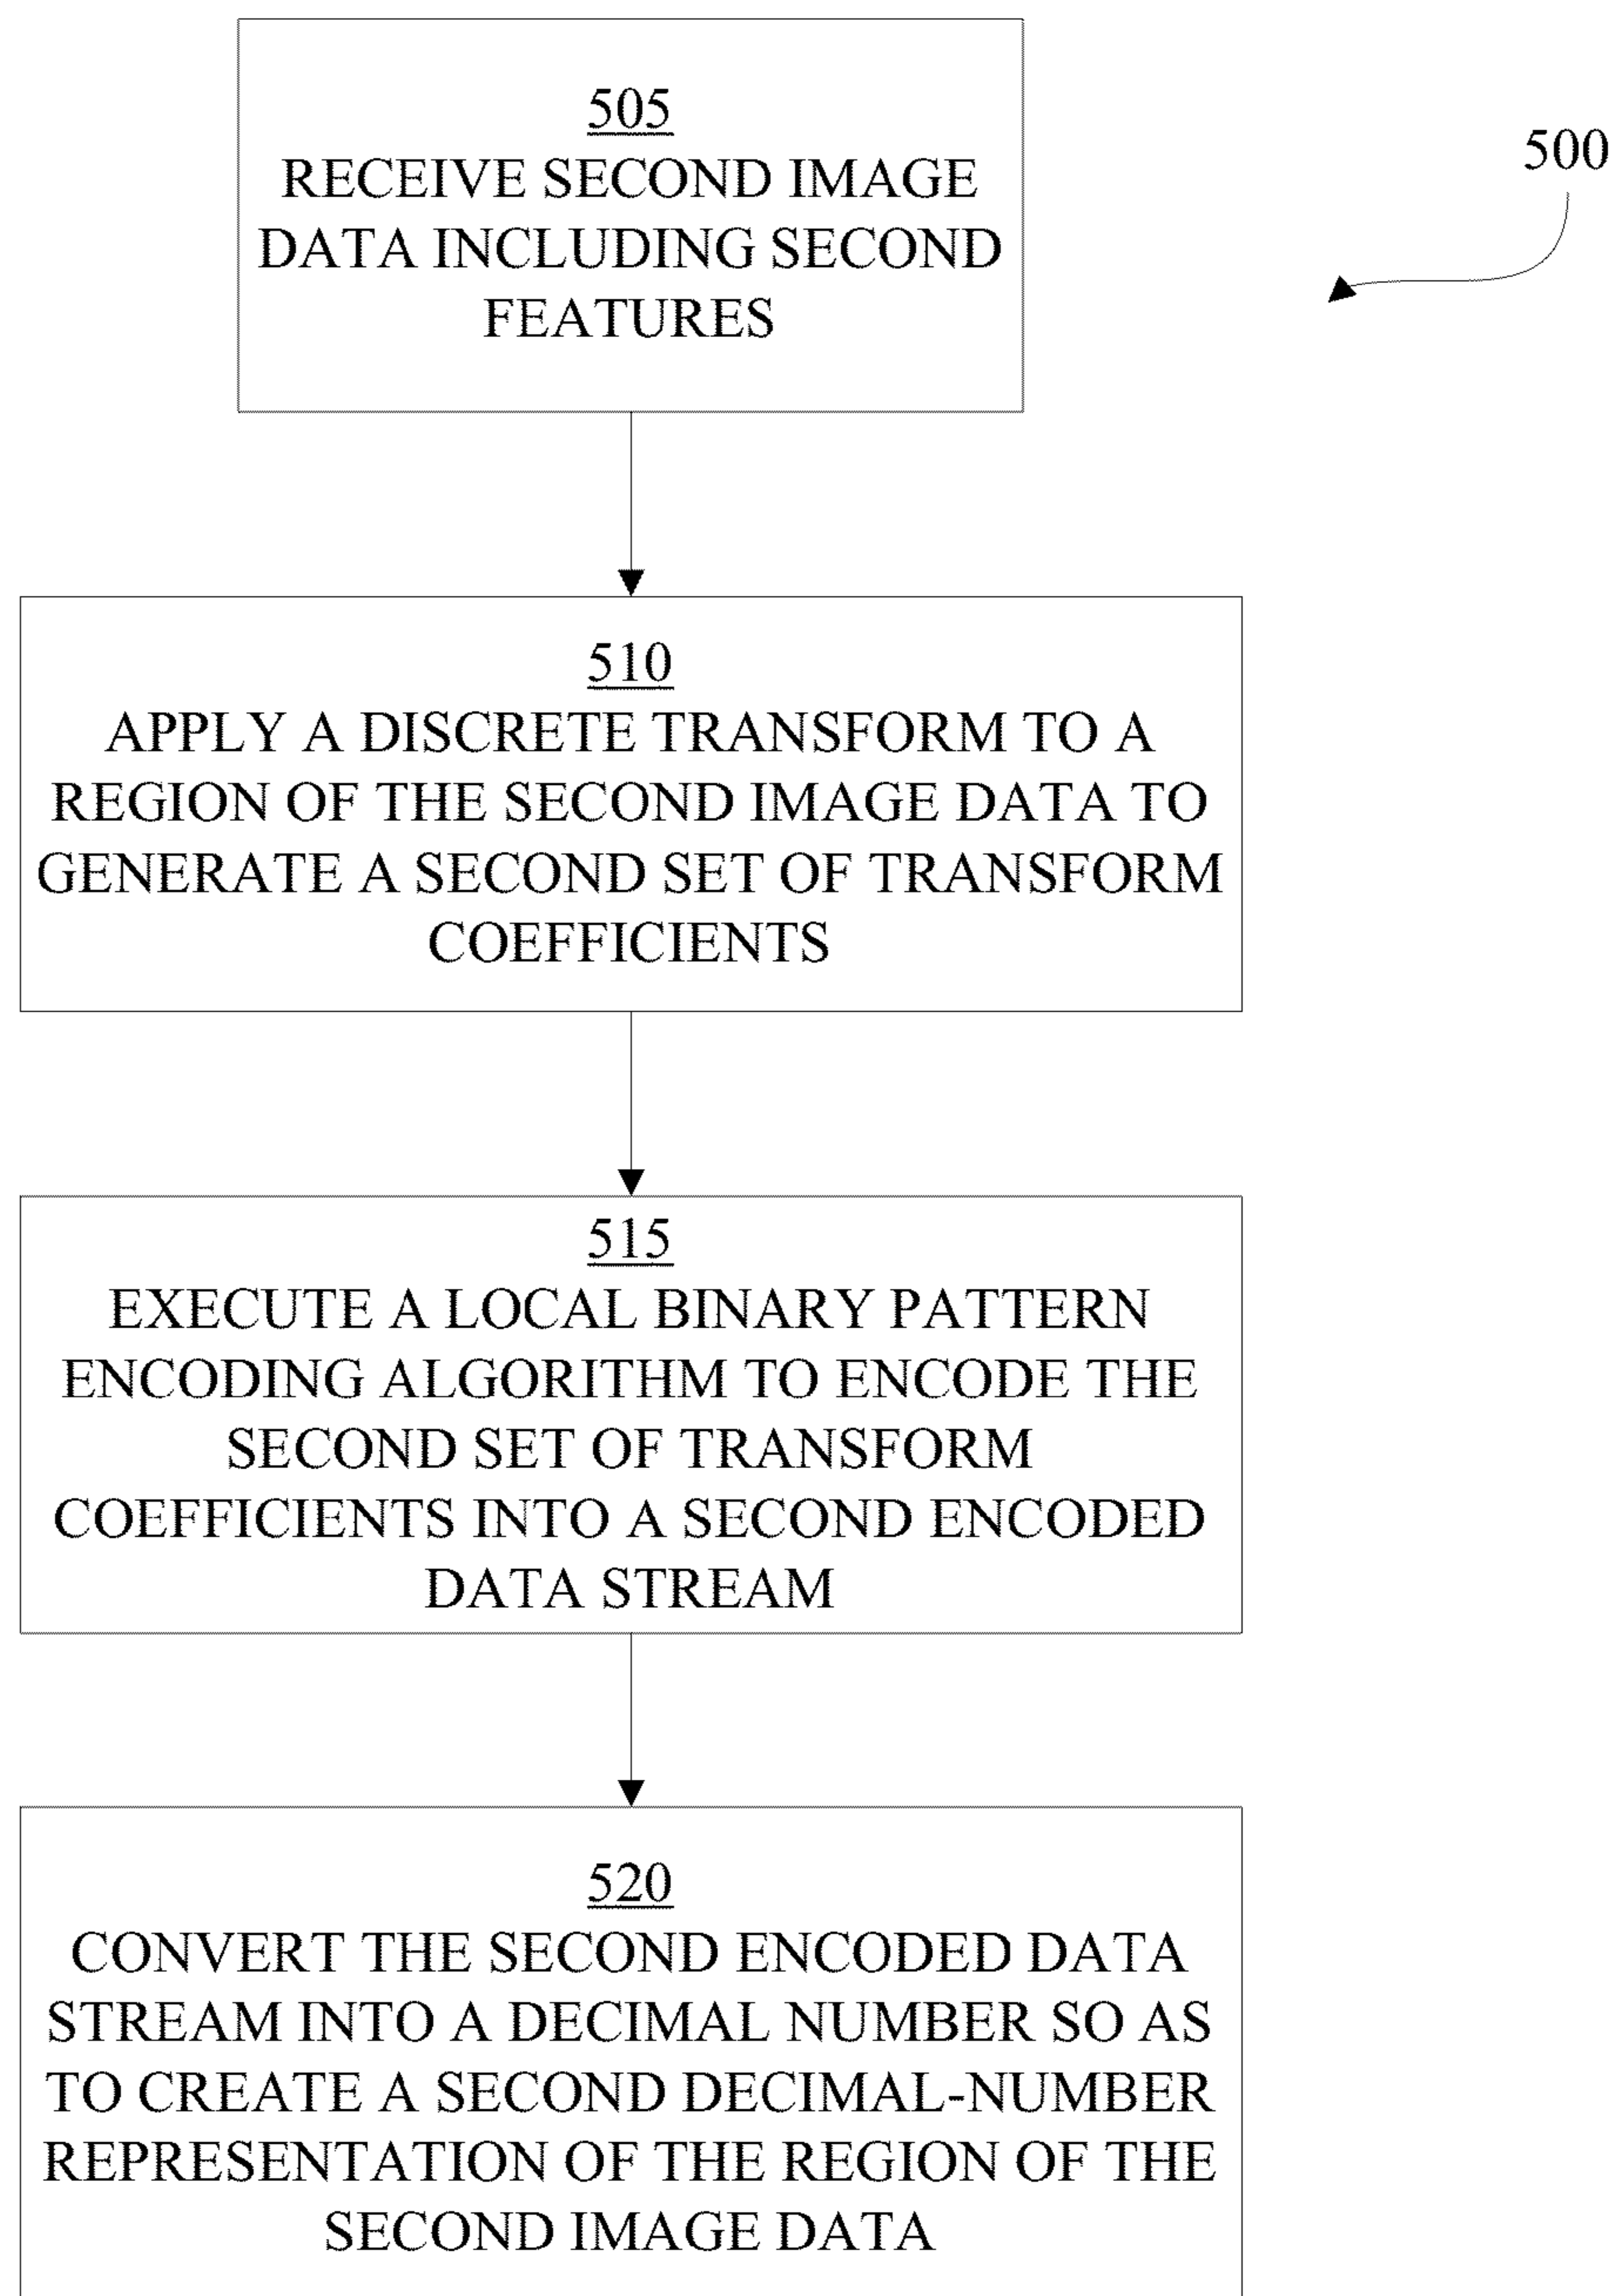 505
RECEIVE SECOND IMAGE
DATA INCLUDING SECOND
FEATURES
500
510
APPLY A DISCRETE TRANSFORM TO A
REGION OF THE SECOND IMAGE DATA TO
GENERATE A SECOND SET OF TRANSFORM
COEFFICIENTS
515
EXECUTE A LOCAL BINARY PATTERN
ENCODING ALGORITHM TO ENCODE THE
SECOND SET OF TRANSFORM
COEFFICIENTS INTO A SECOND ENCODED
DATA STREAM
520
CONVERT THE SECOND ENCODED DATA
STREAM INTO A DECIMAL NUMBER SO AS
TO CREATE A SECOND DECIMAL-NUMBER
REPRESENTATION OF THE REGION OF THE
SECOND IMAGE DATA